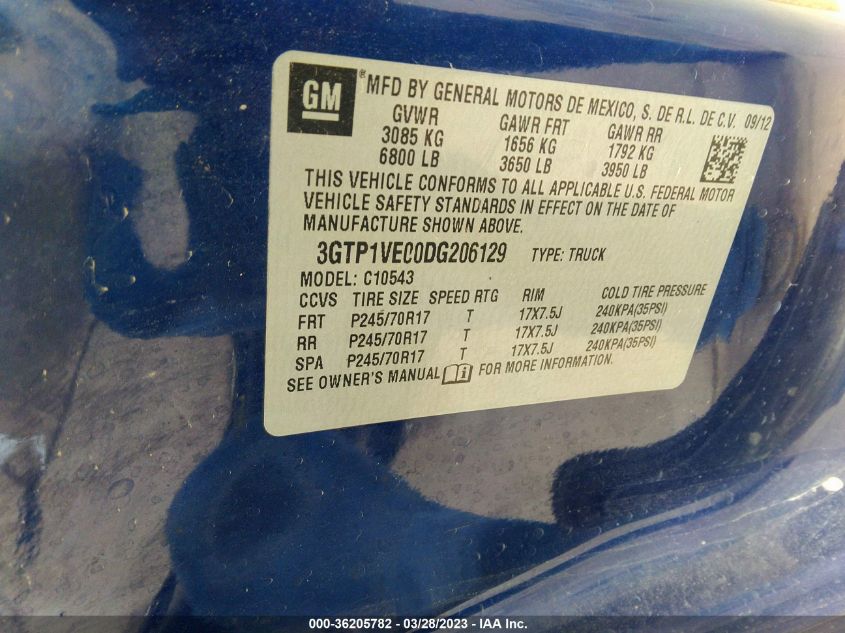 GM ® MFD BY GENERAL MOTORS DE MEXICO, S. DE R.L. DE C.V. 09/12
GVWR GAWR FRT GAWR RR
3085 KG 1656 KG 1792 KG
6800 LB 3650 LB 3950 LB
THIS VEHICLE CONFORMS TO ALL APPLICABLE U.S. FEDERAL MOTOR
VEHICLE SAFETY STANDARDS IN EFFECT ON THE DATE OF
MANUFACTURE SHOWN ABOVE.
3GTP1VEC0DG206129 TYPE: TRUCK
MODEL: C10543
CCVS TIRE SIZE SPEED RTG RIM COLD TIRE PRESSURE
FRT P245/70R17 T 17X7.5J 240KPA(35PSI)
RR P245/70R17 T 17X7.5J 240KPA(35PSI)
SPA P245/70R17 T 17X7.5J 240KPA(35PSI)
SEE OWNER'S MANUAL FOR MORE INFORMATION.
000-36205782 - 03/28/2023 - IAA Inc.